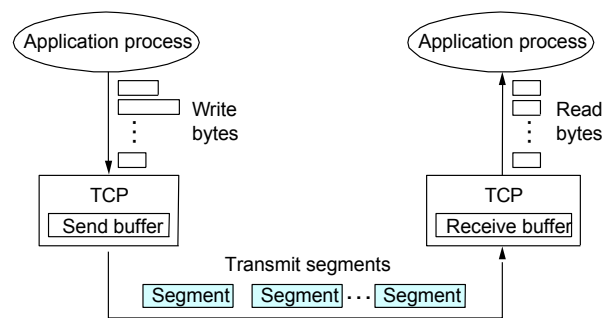 Application process
Application process
Write
bytes
Read
bytes
TCP
Send buffer
TCP
Receive buffer
Transmit segments
Segment Segment ... Segment